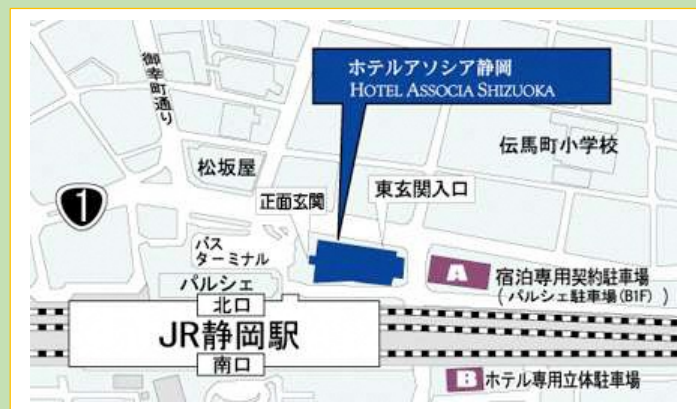 御幸町通り
ホテルアソシア静岡
HOTEL ASSOCIA SHIZUOKA
伝馬町小学校
松坂屋
1
正面玄関
東玄関入口
バス
ターミナル
パルシェ
A
宿泊専用契約駐車場
(パルシェ駐車場(B1F))
北口
JR静岡駅
南口
B
ホテル専用立体駐車場